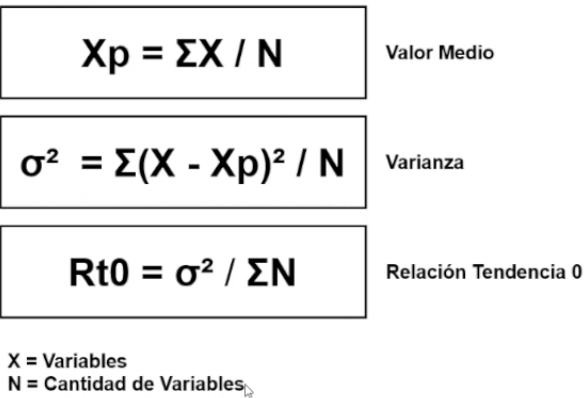 Xp = ΣX / N
Valor Medio
σ² = Σ(X - Xp)² / N
Varianza
Rt0 = σ² / ΣN
Relación Tendencia 0
X = Variables
N = Cantidad de Variables